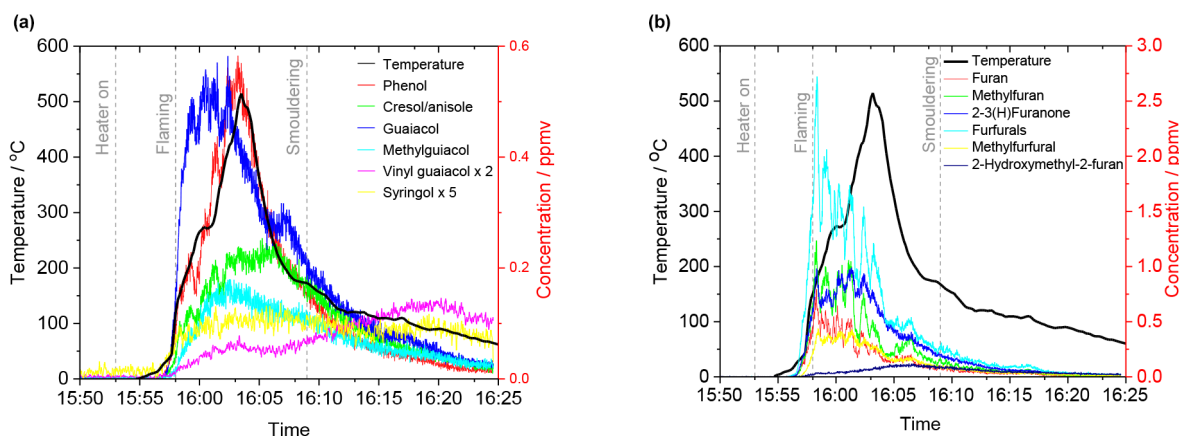 (a)
600
500
400
300
200
100
0
Temperature / °C
Heater on
Flaming
Smouldering
Temperature
Phenol
Cresol/anisole
Guaiacol
Methylguiacol
Vinyl guaiacol x 2
Syringol x 5
0.6
0.4
0.2
0.0
Concentration / ppmv
15:50 15:55 16:00 16:05 16:10 16:15 16:20 16:25
Time
(b)
600
500
400
300
200
100
0
Temperature / °C
Heater on
Flaming
Smouldering
Temperature
Furan
Methylfuran
2-3(H)Furanone
Furfurals
Methylfurfural
2-Hydroxymethyl-2-furan
3.0
2.5
2.0
1.5
1.0
0.5
0.0
Concentration / ppmv
15:50 15:55 16:00 16:05 16:10 16:15 16:20 16:25
Time